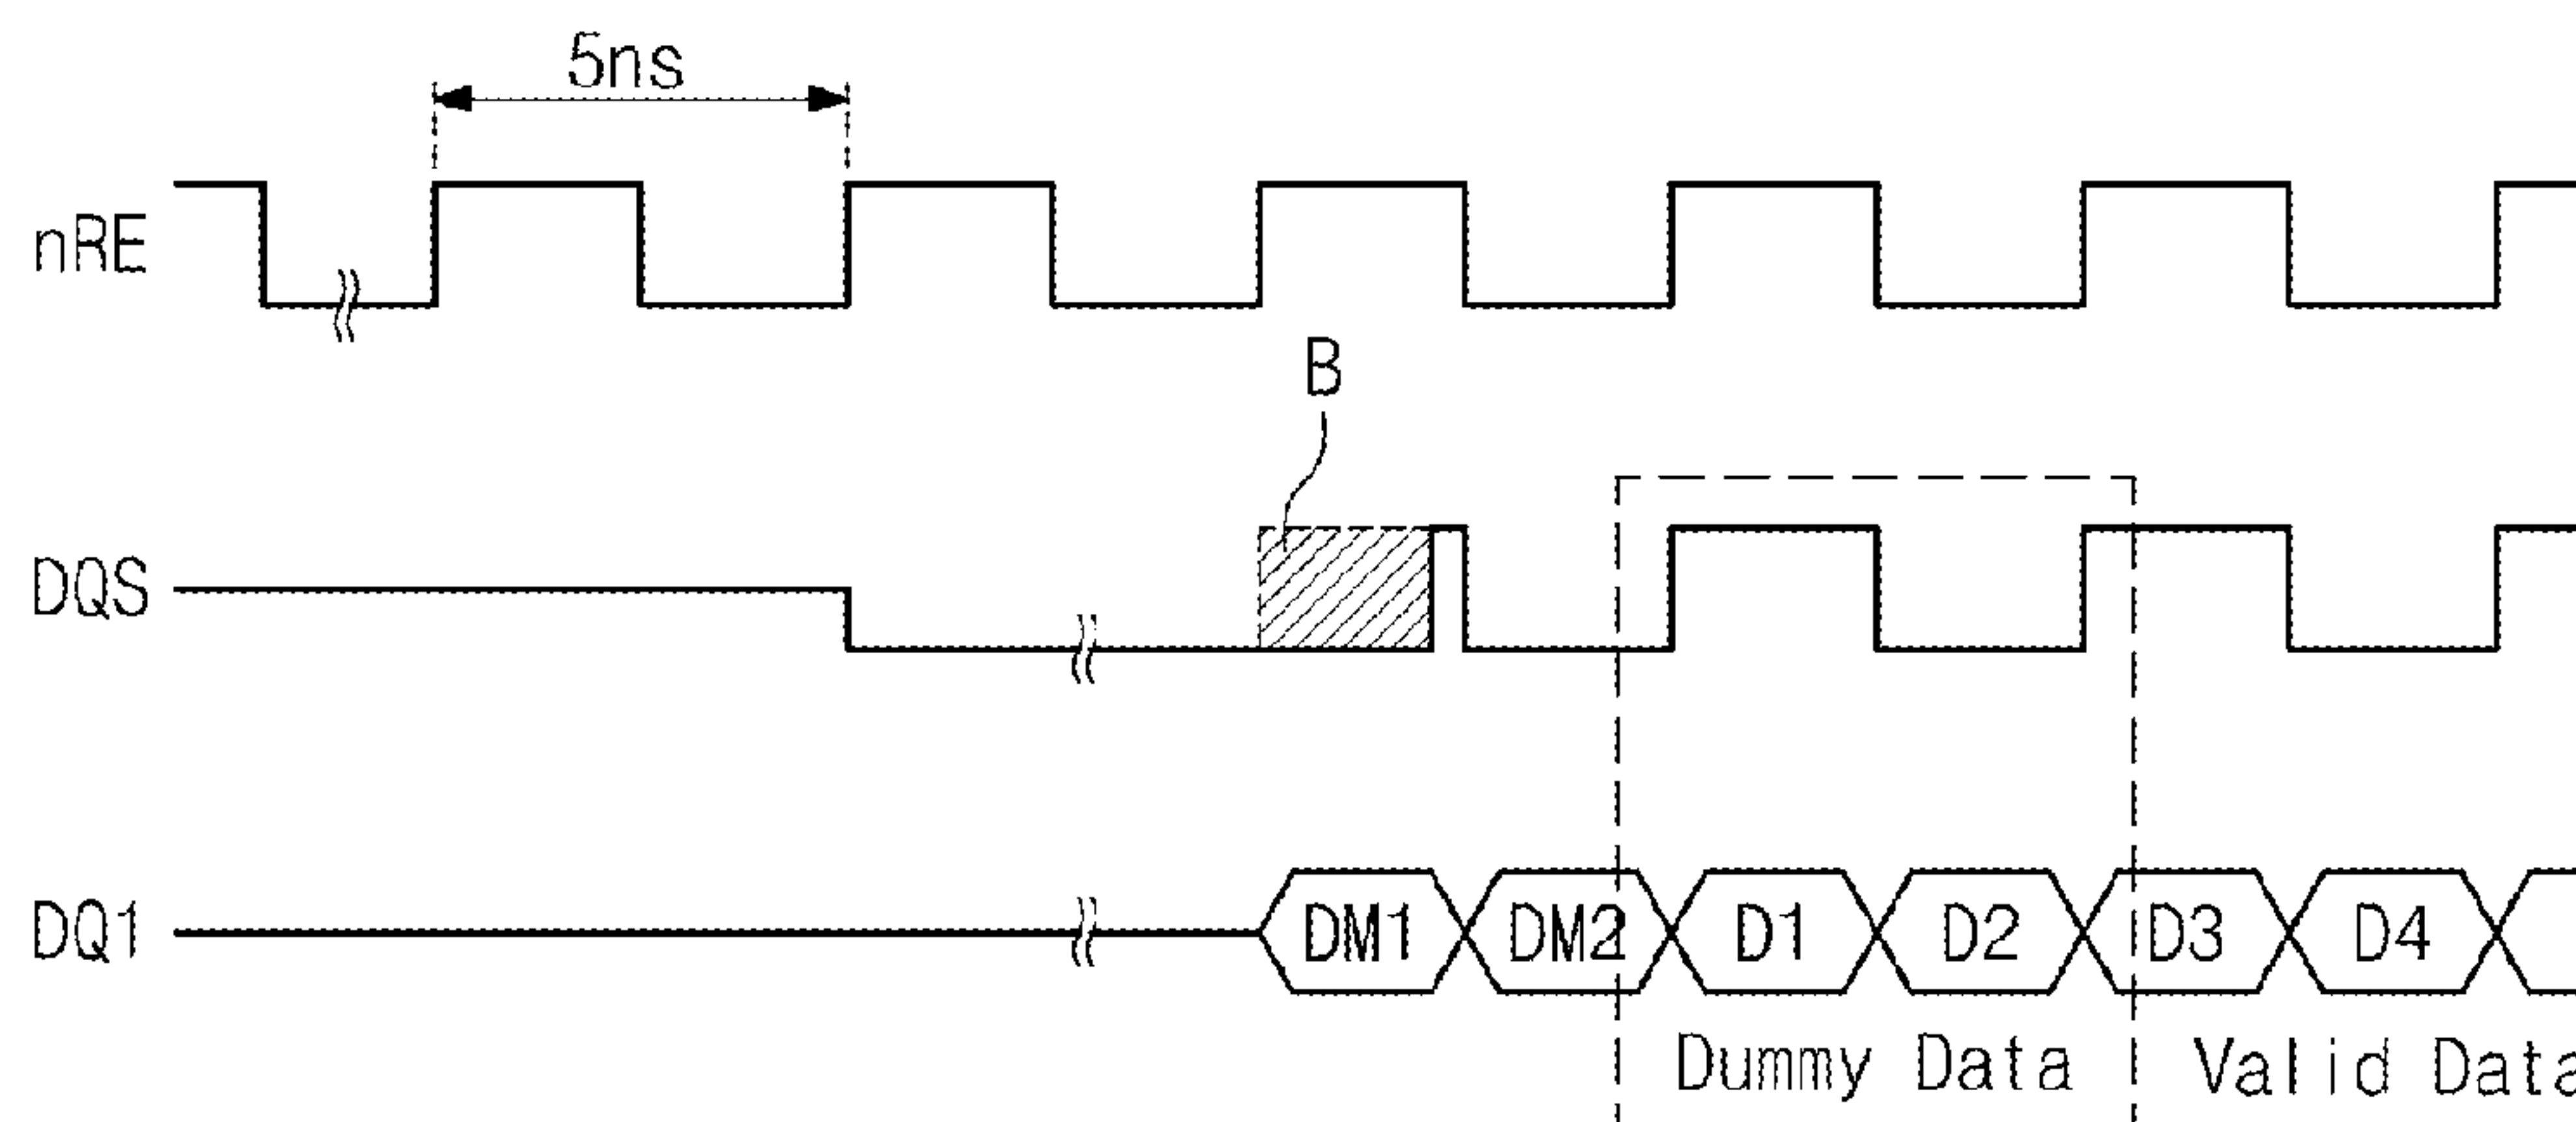 5ns
nRE
B
DQS
DQ1 DM1 DM2 D1 D2 D3 D4
Dummy Data Valid Data